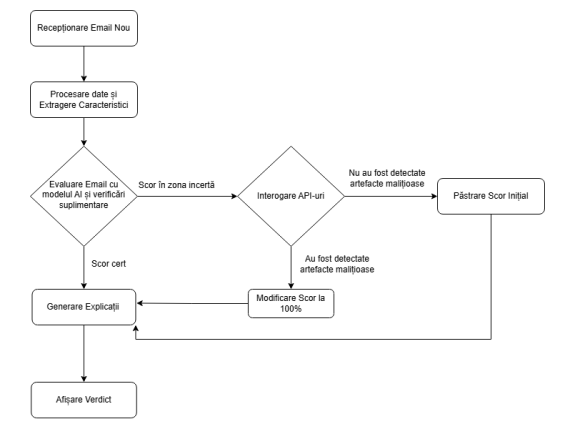 Recepționare Email Nou
Procesare date și
Extragere Caracteristici
Evaluare Email cu
modelul AI și verificări
suplimentare
Scor în zona incertă
Interogare API-uri
Nu au fost detectate
artefacte malițioase
Păstrare Scor Inițial
Scor cert
Au fost detectate
artefacte malițioase
Modificare Scor la
100%
Generare Explicații
Afișare Verdict